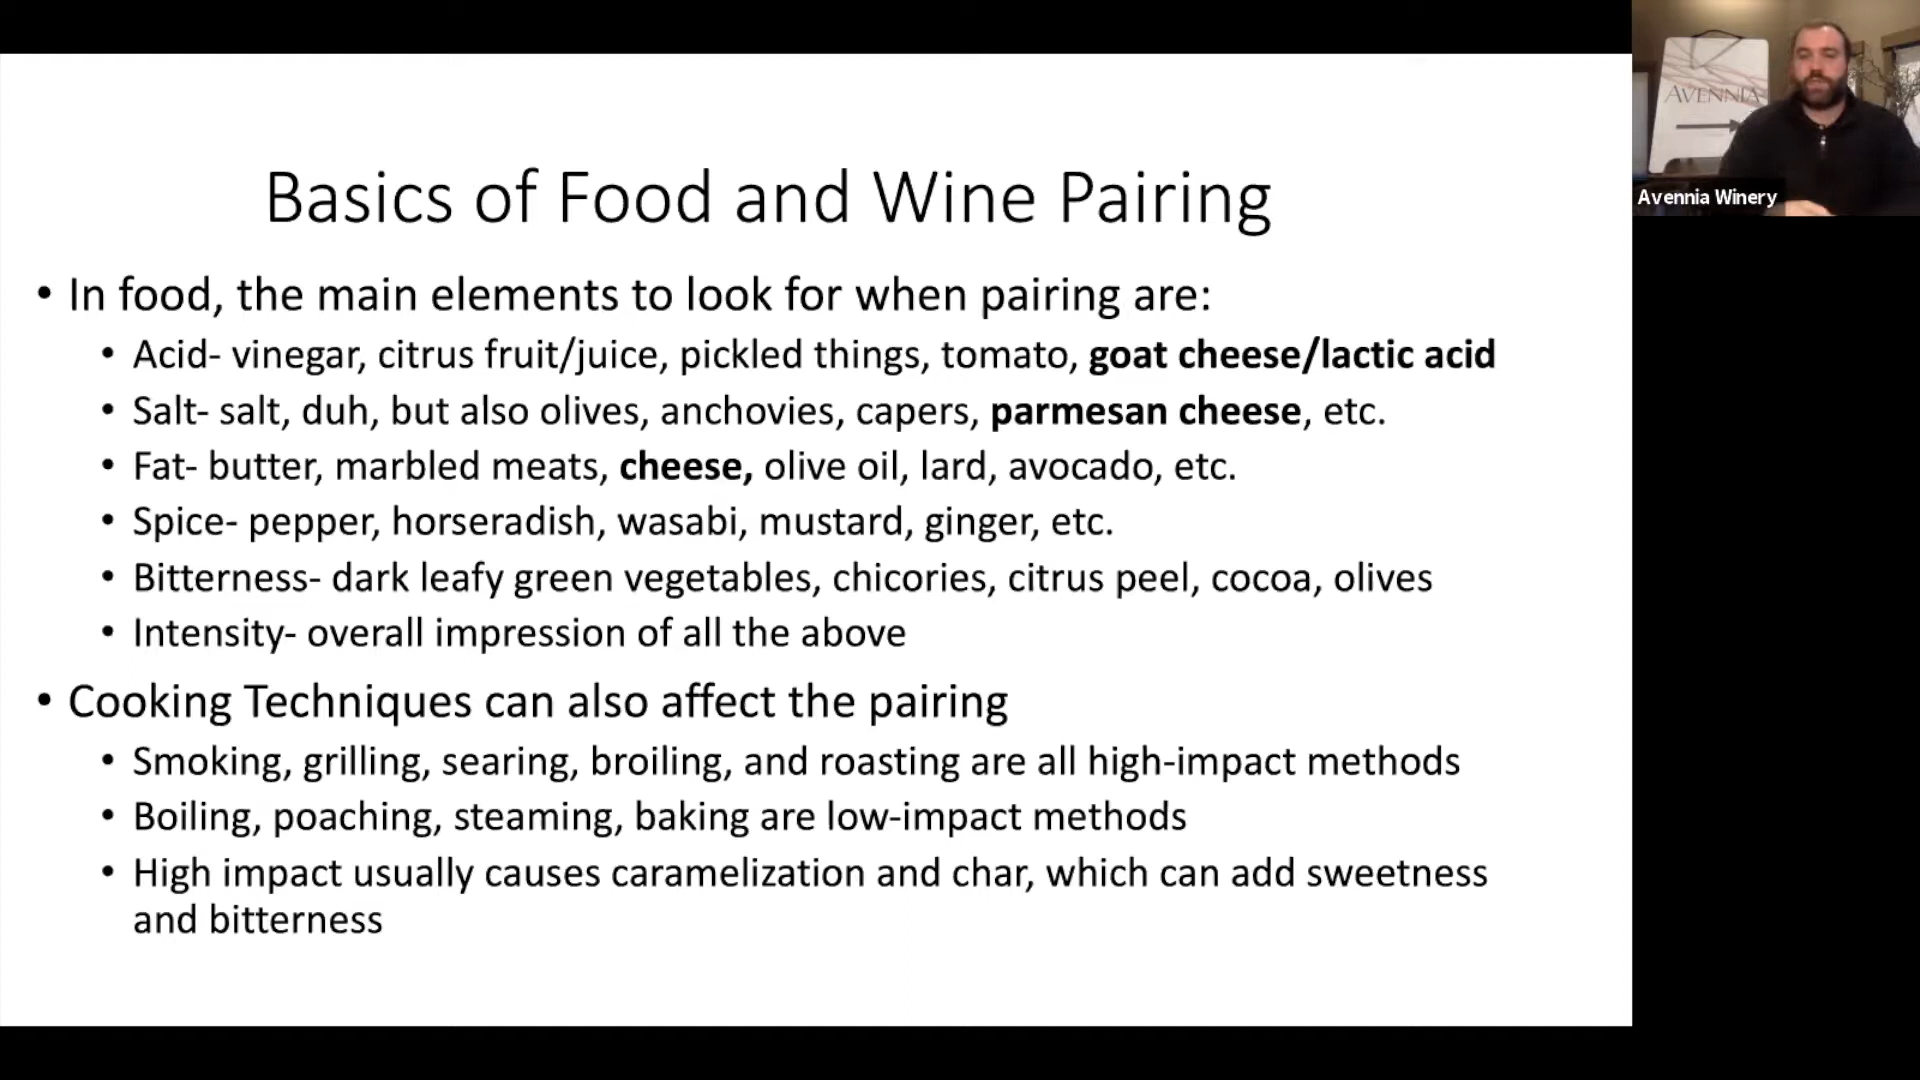 Basics of Food and Wine Pairing
• In food, the main elements to look for when pairing are:
• Acid- vinegar, citrus fruit/juice, pickled things, tomato, goat cheese/lactic acid
• Salt- salt, duh, but also olives, anchovies, capers, parmesan cheese, etc.
• Fat- butter, marbled meats, cheese, olive oil, lard, avocado, etc.
• Spice- pepper, horseradish, wasabi, mustard, ginger, etc.
• Bitterness- dark leafy green vegetables, chicories, citrus peel, cocoa, olives
• Intensity- overall impression of all the above
• Cooking Techniques can also affect the pairing
• Smoking, grilling, searing, broiling, and roasting are all high-impact methods
• Boiling, poaching, steaming, baking are low-impact methods
• High impact usually causes caramelization and char, which can add sweetness
and bitterness
AVENNIA
Avennia Winery